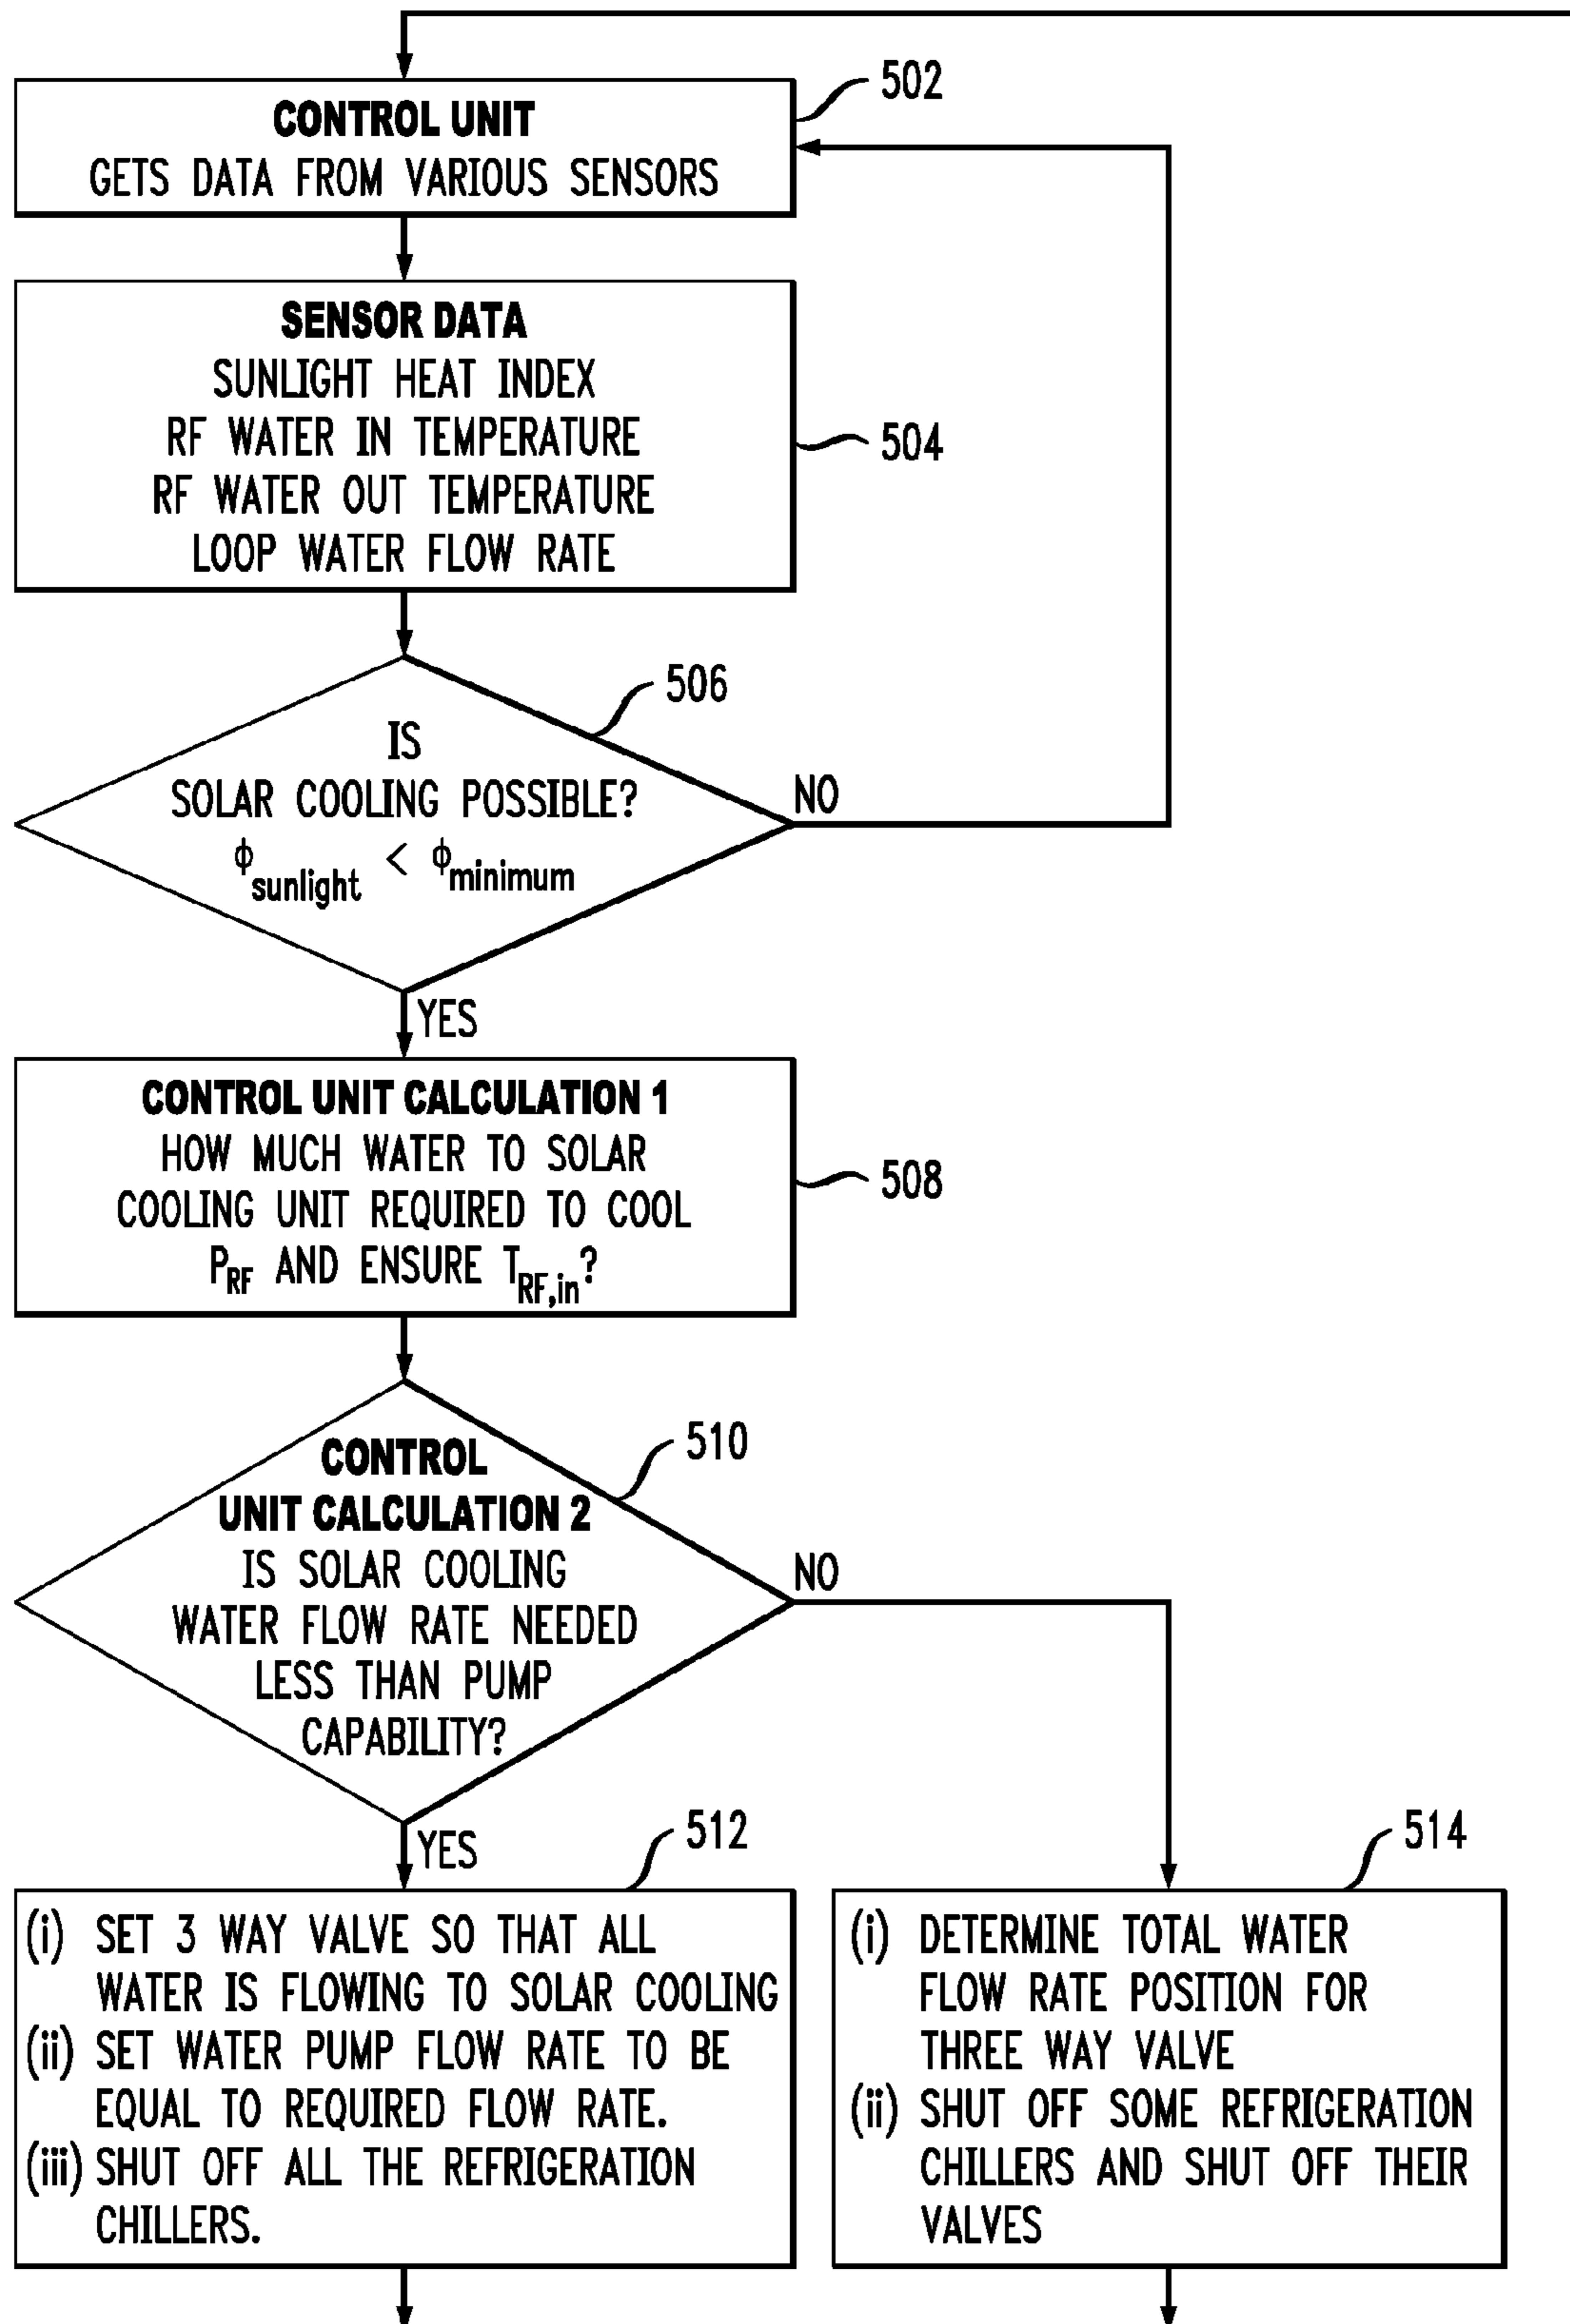 502
CONTROL UNIT
GETS DATA FROM VARIOUS SENSORS
SENSOR DATA
SUNLIGHT HEAT INDEX
RF WATER IN TEMPERATURE
RF WATER OUT TEMPERATURE
LOOP WATER FLOW RATE
504
506
IS
SOLAR COOLING POSSIBLE?
ϕsunlight < ϕminimum
NO
YES
CONTROL UNIT CALCULATION 1
HOW MUCH WATER TO SOLAR
COOLING UNIT REQUIRED TO COOL
PRF AND ENSURE TRF,in?
508
510
CONTROL
UNIT CALCULATION 2
IS SOLAR COOLING
WATER FLOW RATE NEEDED
LESS THAN PUMP
CAPABILITY?
NO
YES
512
(i) SET 3 WAY VALVE SO THAT ALL
WATER IS FLOWING TO SOLAR COOLING
(ii) SET WATER PUMP FLOW RATE TO BE
EQUAL TO REQUIRED FLOW RATE.
(iii) SHUT OFF ALL THE REFRIGERATION
CHILLERS.
514
(i) DETERMINE TOTAL WATER
FLOW RATE POSITION FOR
THREE WAY VALVE
(ii) SHUT OFF SOME REFRIGERATION
CHILLERS AND SHUT OFF THEIR
VALVES